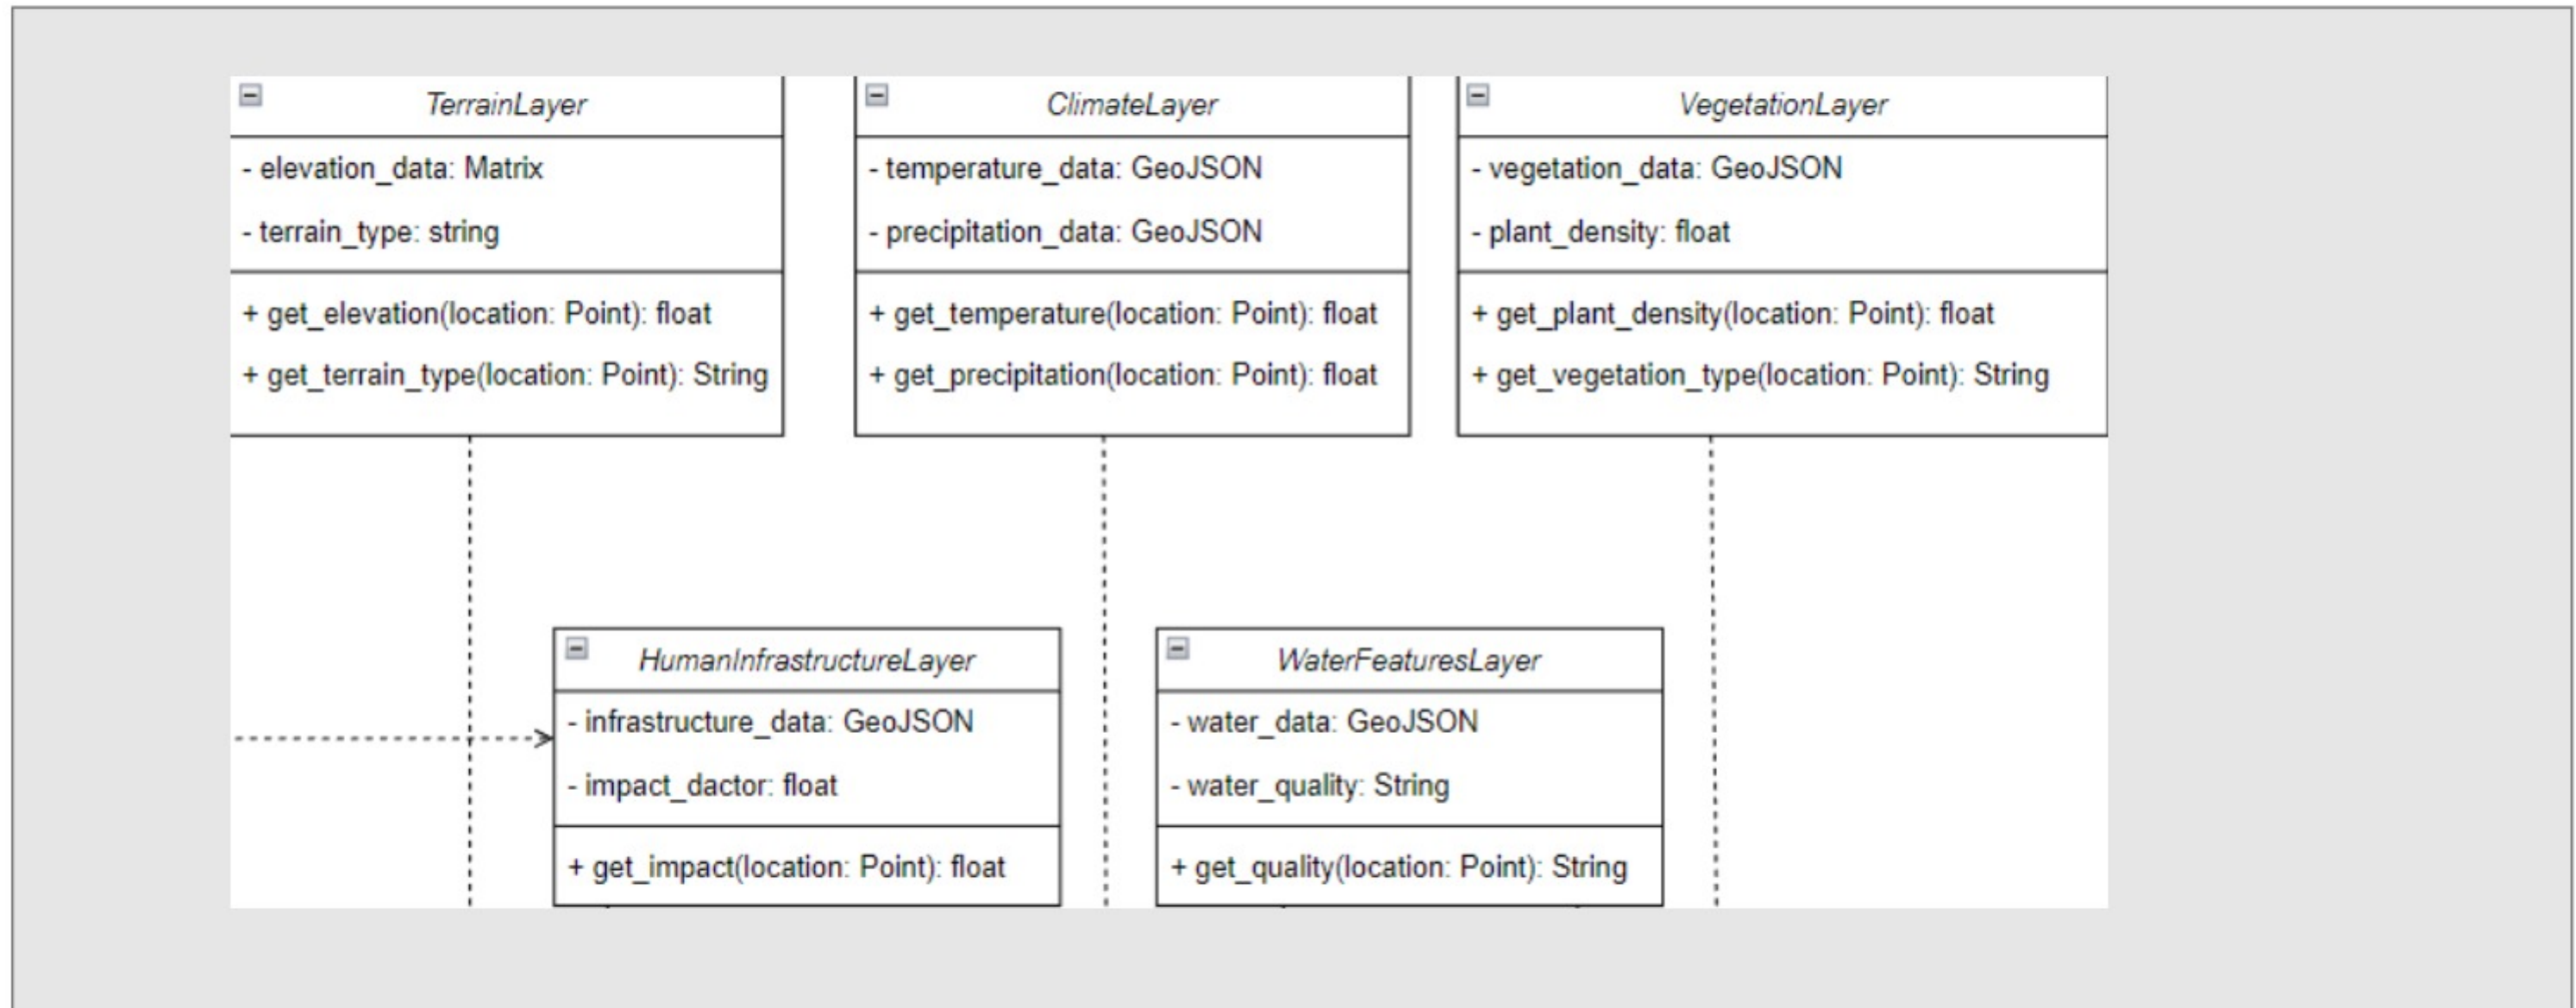 TerrainLayer
- elevation_data: Matrix
- terrain_type: string
+ get_elevation(location: Point): float
+ get_terrain_type(location: Point): String
ClimateLayer
- temperature_data: GeoJSON
- precipitation_data: GeoJSON
+ get_temperature(location: Point): float
+ get_precipitation(location: Point): float
VegetationLayer
- vegetation_data: GeoJSON
- plant_density: float
+ get_plant_density(location: Point): float
+ get_vegetation_type(location: Point): String
HumanInfrastructureLayer
- infrastructure_data: GeoJSON
- impact_dactor: float
+ get_impact(location: Point): float
WaterFeaturesLayer
- water_data: GeoJSON
- water_quality: String
+ get_quality(location: Point): String